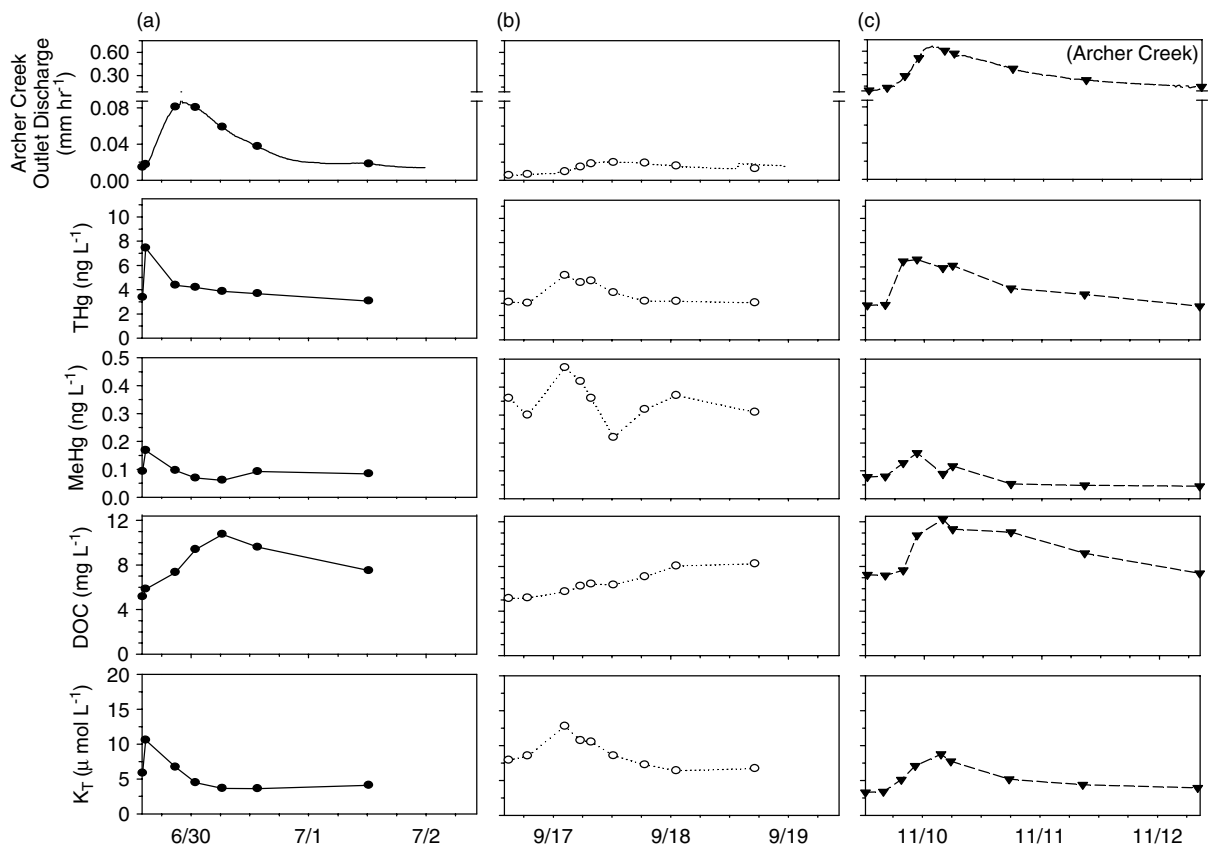 (a)
(b)
(c)
(Archer Creek)
Archer Creek
Outlet Discharge
(mm hr-1)
0.60
0.30
0.08
0.04
0.00
THg (ng L-1)
10
8
6
4
2
0
MeHg (ng L-1)
0.5
0.4
0.3
0.2
0.1
0.0
DOC (mg L-1)
12
8
4
0
KT (μ mol L-1)
20
15
10
5
0
6/30 7/1 7/2
9/17 9/18 9/19
11/10 11/11 11/12